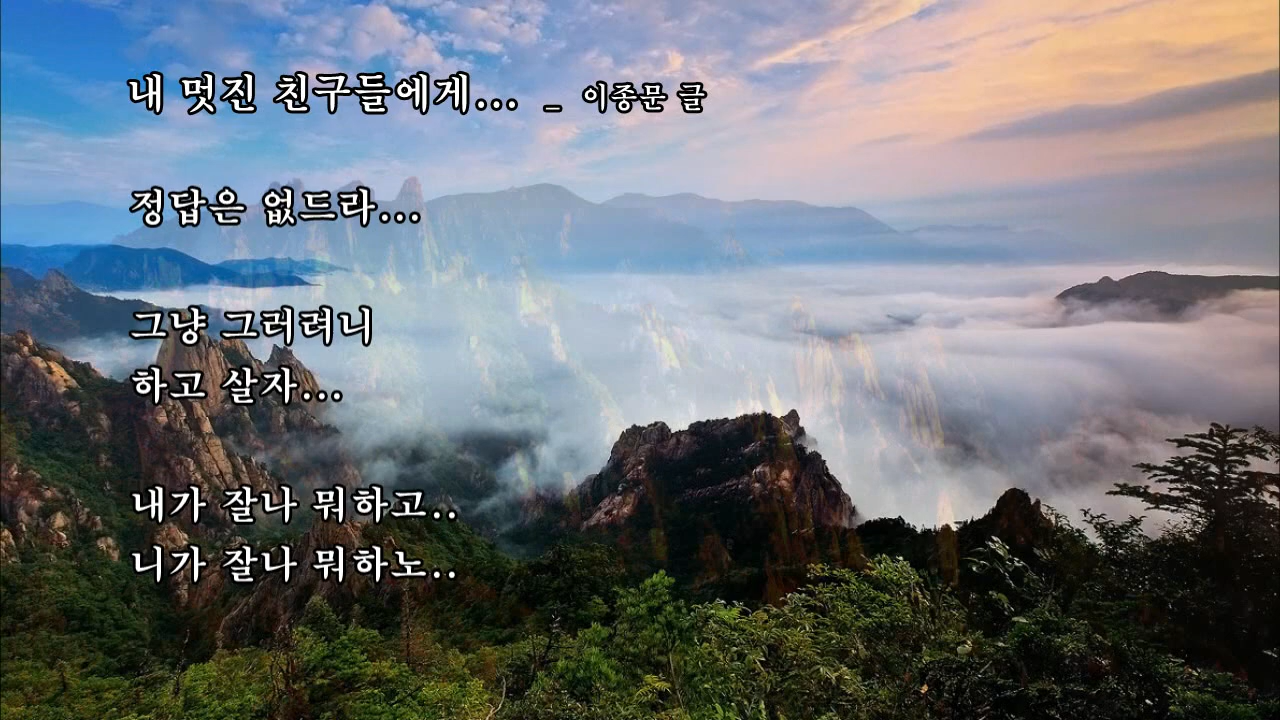 내 멋진 친구들에게... _ 이종문 글
정답은 없드라...
그냥 그러려니
하고 살자...
내가 잘나 뭐하고..
니가 잘나 뭐하노..